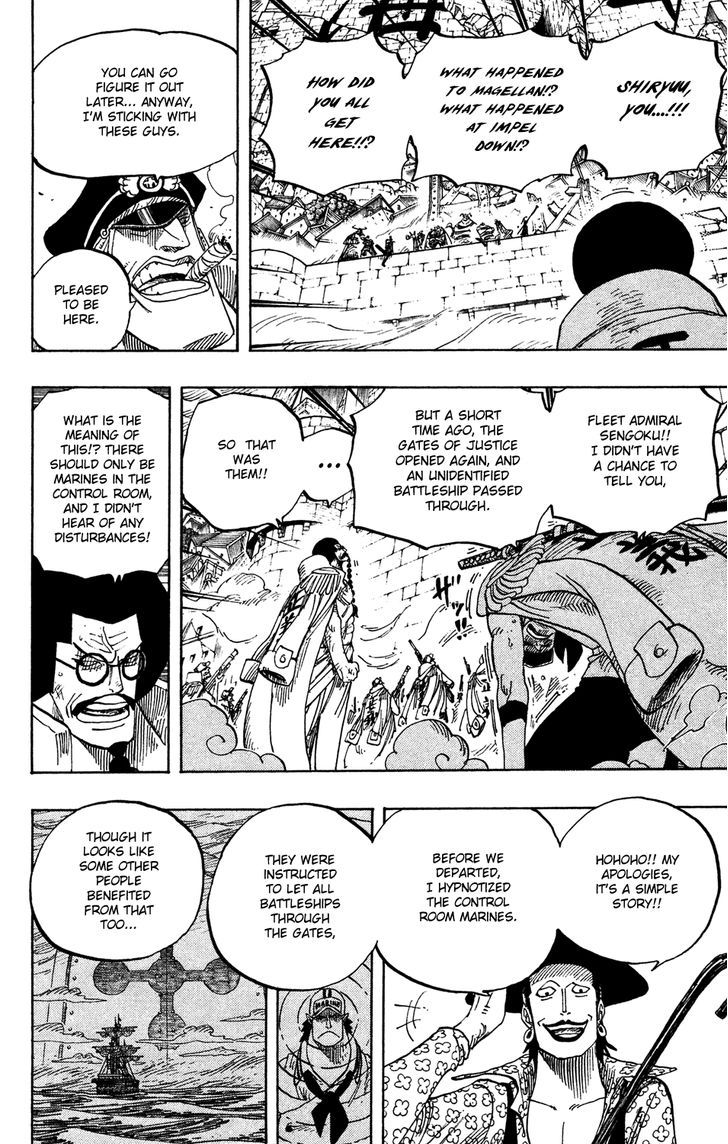 SHIRYUU,
YOU....!!!
WHAT HAPPENED
TO MAGELLAN!?
WHAT HAPPENED
AT IMPEL
DOWN!?
HOW DID
YOU ALL
GET
HERE!!?
YOU CAN GO
FIGURE IT OUT
LATER... ANYWAY,
I'M STICKING WITH
THESE GUYS.
PLEASED
TO BE
HERE.
FLEET ADMIRAL
SENGOKU!!
I DIDN'T HAVE
A CHANCE TO
TELL YOU,
BUT A SHORT
TIME AGO, THE
GATES OF JUSTICE
OPENED AGAIN, AND
AN UNIDENTIFIED
BATTLESHIP PASSED
THROUGH.
...
SO THAT
WAS
THEM!!
WHAT IS THE
MEANING OF
THIS!? THERE
SHOULD ONLY BE
MARINES IN THE
CONTROL ROOM,
AND I DIDN'T
HEAR OF ANY
DISTURBANCES!
HOHOHO!! MY
APOLOGIES,
IT'S A SIMPLE
STORY!!
BEFORE WE
DEPARTED,
I HYPNOTIZED
THE CONTROL
ROOM MARINES.
THEY WERE
INSTRUCTED
TO LET ALL
BATTLESHIPS
THROUGH
THE GATES,
MARINE
THOUGH IT
LOOKS LIKE
SOME OTHER
PEOPLE
BENEFITED
FROM THAT
TOO...